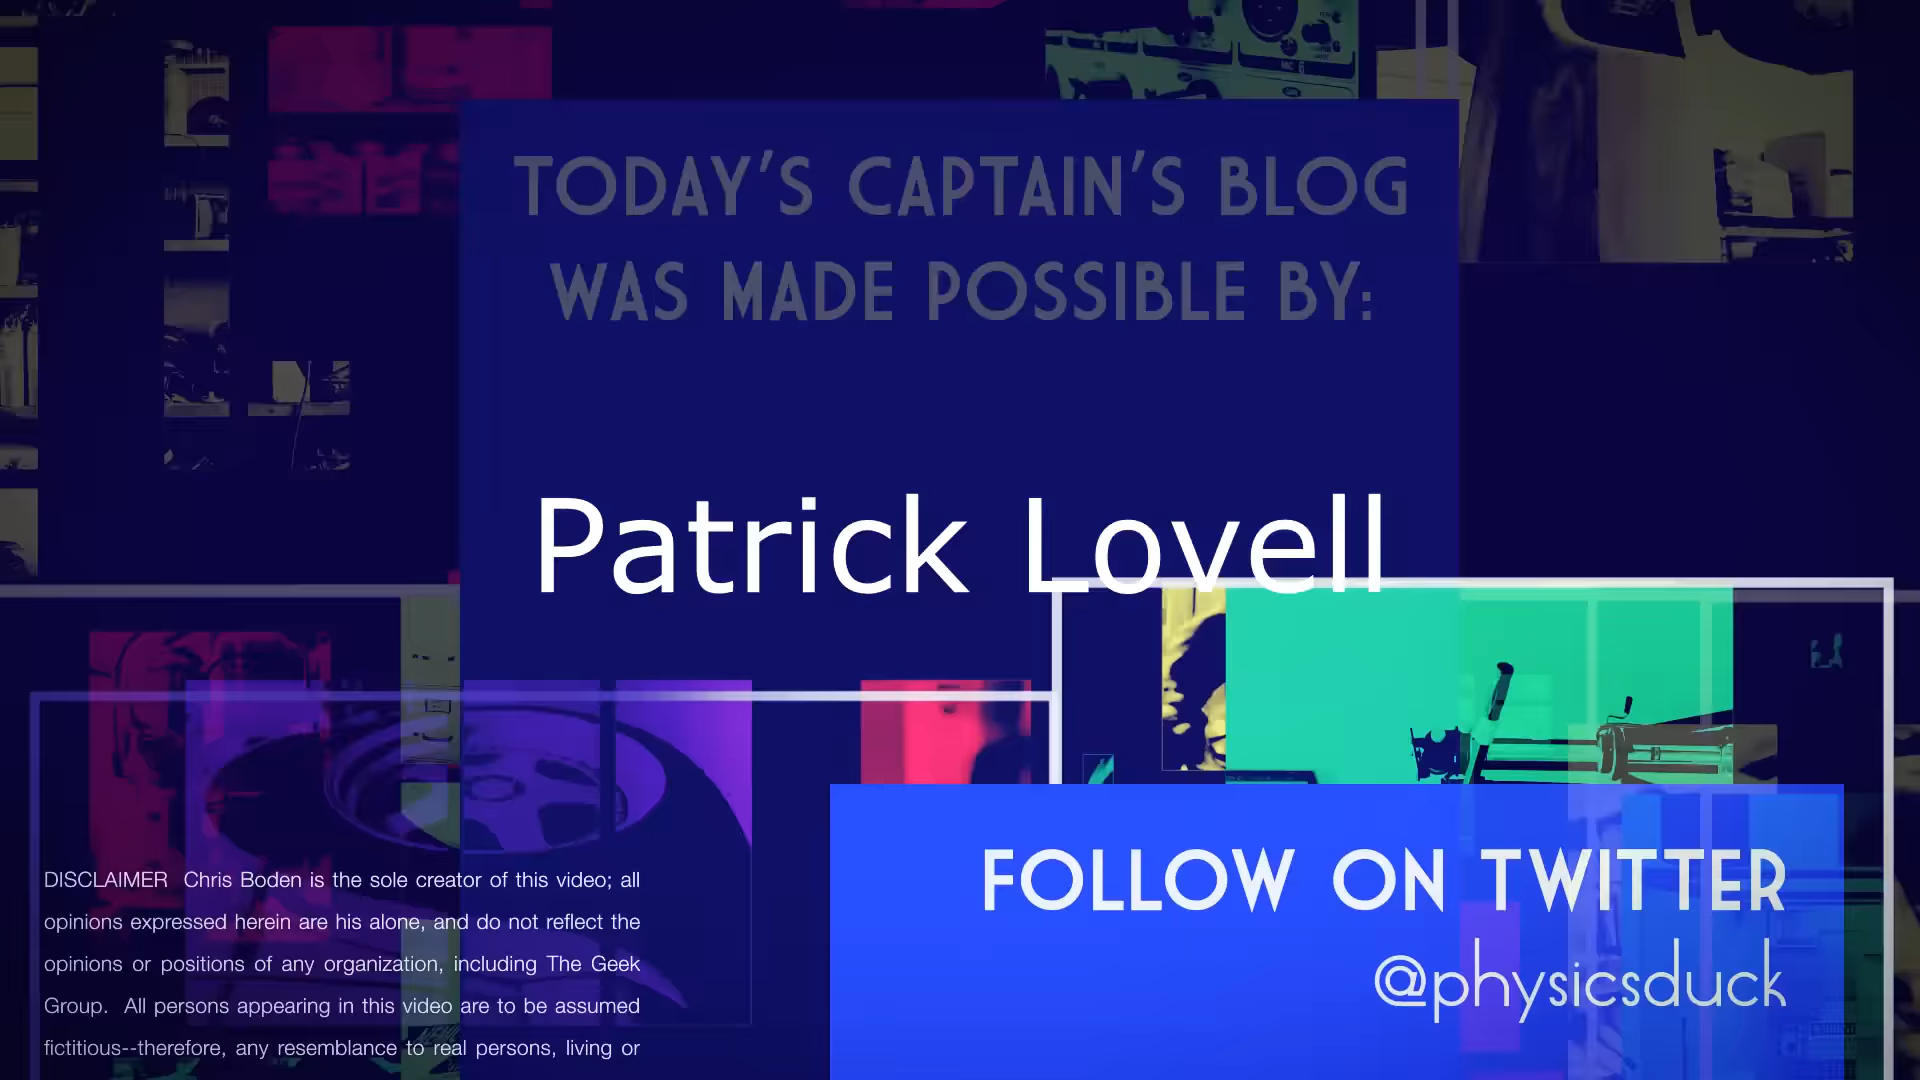 TODAY'S CAPTAIN'S BLOG
WAS MADE POSSIBLE BY:
Patrick Lovell
DISCLAIMER  Chris Boden is the sole creator of this video; all
opinions expressed herein are his alone, and do not reflect the
opinions or positions of any organization, including The Geek
Group.  All persons appearing in this video are to be assumed
fictitious--therefore, any resemblance to real persons, living or
FOLLOW ON TWITTER
@physicsduck